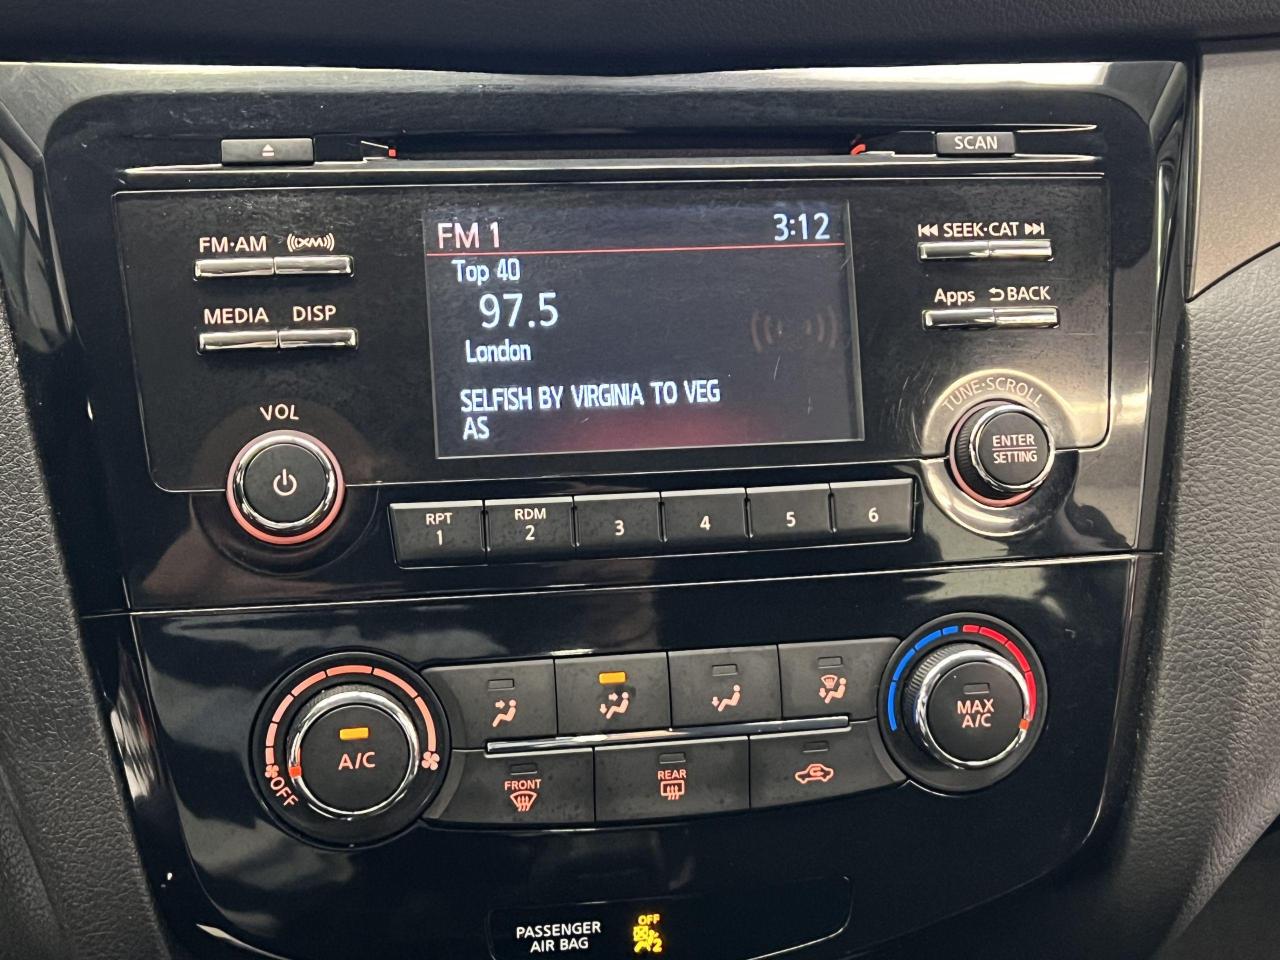 SCAN
FM·AM
XM
FM 1 3:12
SEEK·CAT
Top 40
97.5
MEDIA DISP
Apps BACK
London
SELFISH BY VIRGINIA TO VEG
AS
TUNE·SCROLL
ENTER
SETTING
VOL
RPT
1
RDM
2
3
4
5
6
A/C
OFF
MAX
A/C
FRONT
REAR
PASSENGER
AIR BAG
OFF
2